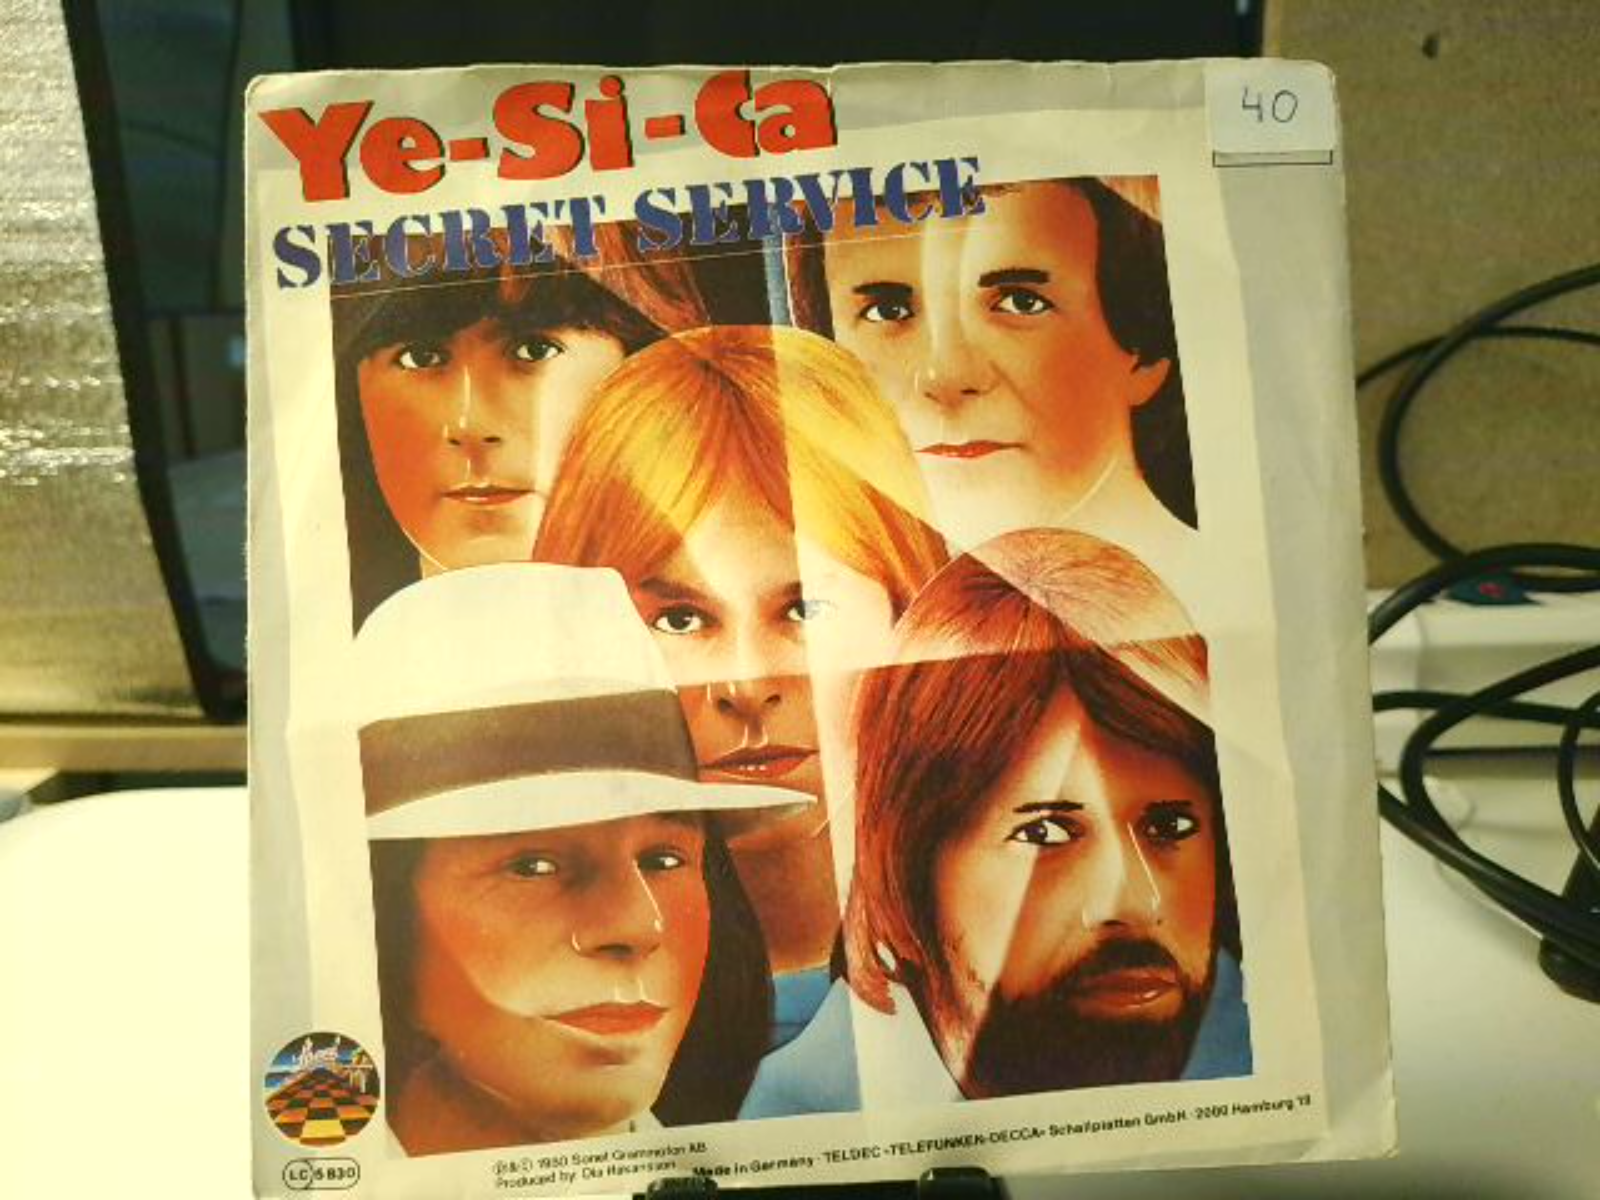 Ye-Si-Ca
40
SECRET SERVICE
Strand
LC 5830
℗&© 1980 Sonet Grammofon AB
Produced by: Ola Håkansson
Made in Germany · TELDEC »TELEFUNKEN-DECCA« Schallplatten GmbH · 2000 Hamburg 19